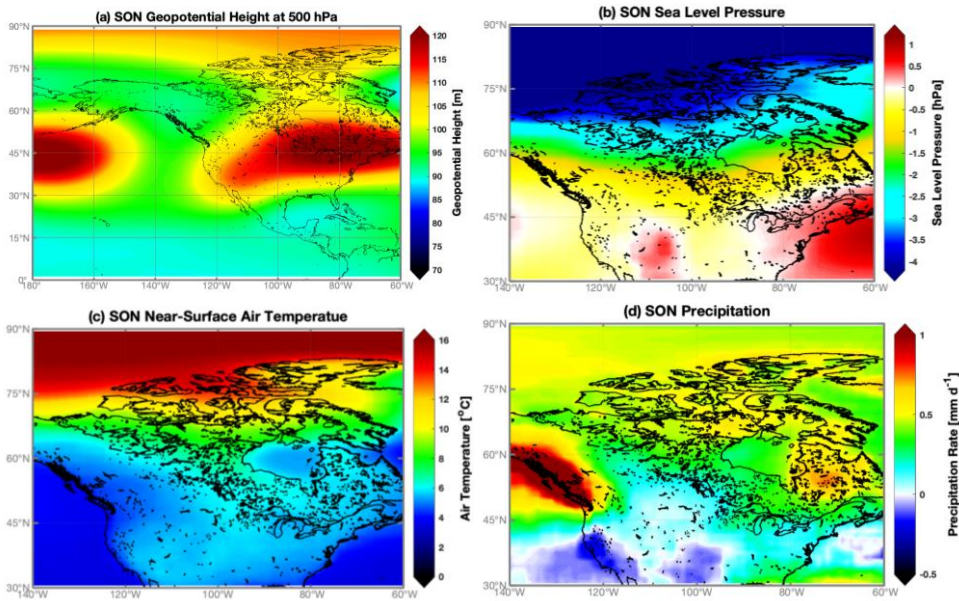 (a) SON Geopotential Height at 500 hPa
90°N
75°N
60°N
45°N
30°N
15°N
0°
180°W
160°W
140°W
120°W
100°W
80°W
60°W
120
115
110
105
100
95
90
85
80
75
70
Geopotential Height [m]
(b) SON Sea Level Pressure
90°N
75°N
60°N
45°N
30°N
140°W
120°W
100°W
80°W
60°W
1
0.5
0
-0.5
-1
-1.5
-2
-2.5
-3
-3.5
-4
Sea Level Pressure [hPa]
(c) SON Near-Surface Air Temperatue
90°N
75°N
60°N
45°N
30°N
140°W
120°W
100°W
80°W
60°W
16
14
12
10
8
6
4
2
0
Air Temperature [°C]
(d) SON Precipitation
90°N
75°N
60°N
45°N
30°N
140°W
120°W
100°W
80°W
60°W
1
0.5
0
-0.5
Precipitation Rate [mm d⁻¹]